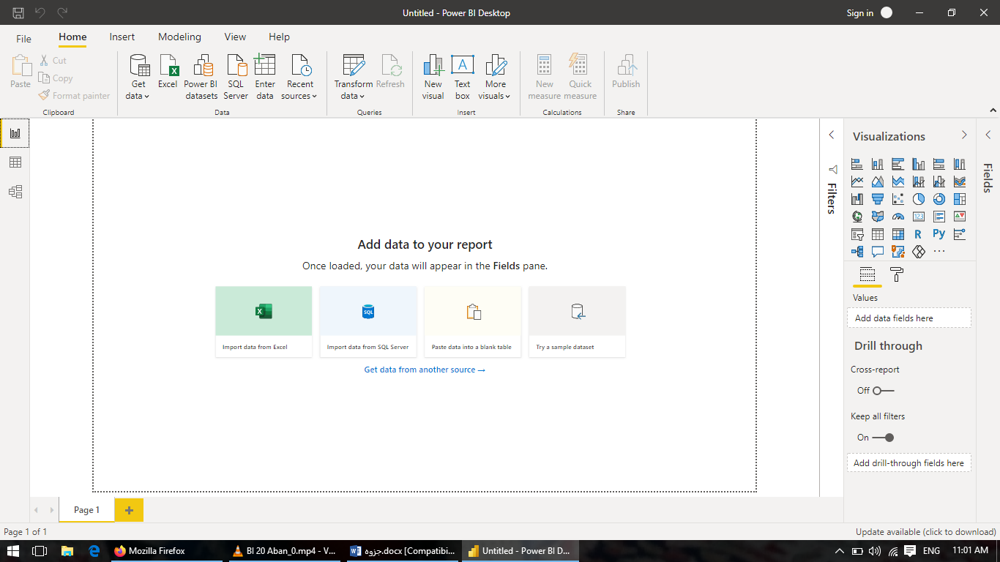 Untitled - Power BI Desktop
Sign in
File Home Insert Modeling View Help
Paste
Cut
Copy
Format painter
Clipboard
Get data
Excel
Power BI datasets
SQL Server
Enter data
Recent sources
Data
Transform data
Refresh
Queries
New visual
Text box
More visuals
Insert
New measure
Quick measure
Calculations
Publish
Share
Add data to your report
Once loaded, your data will appear in the Fields pane.
X
SQL
Import data from Excel
Import data from SQL Server
Paste data into a blank table
Try a sample dataset
Get data from another source →
Filters
Visualizations
123
R
Py
...
Values
Add data fields here
Drill through
Cross-report
Off
Keep all filters
On
Add drill-through fields here
Fields
Page 1
+
Page 1 of 1
Update available (click to download)
Mozilla Firefox
BI 20 Aban_0.mp4 - V...
جزوه.docx [Compatibi...
Untitled - Power BI D...
ENG
11:01 AM